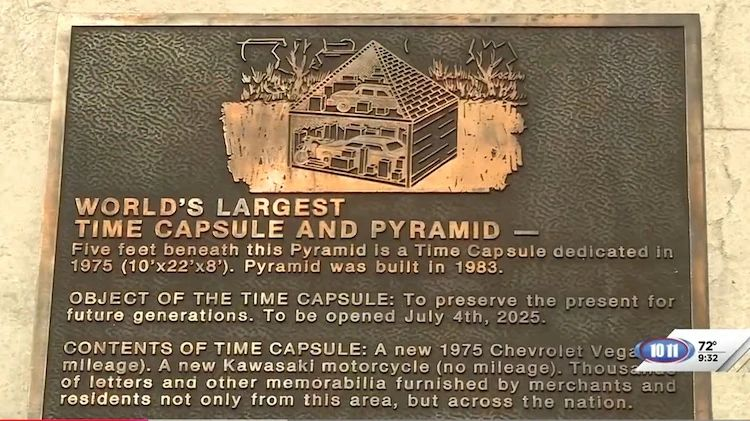 WORLD'S LARGEST
TIME CAPSULE AND PYRAMID —
Five feet beneath this Pyramid is a Time Capsule dedicated in
1975 (10'x22'x8'). Pyramid was built in 1983.
OBJECT OF THE TIME CAPSULE: To preserve the present for
future generations. To be opened July 4th, 2025.
CONTENTS OF TIME CAPSULE: A new 1975 Chevrolet Vega
mileage). A new Kawasaki motorcycle (no mileage). Thousands
of letters and other memorabilia furnished by merchants and
residents not only from this area, but across the nation.
10 11
72°
9:32